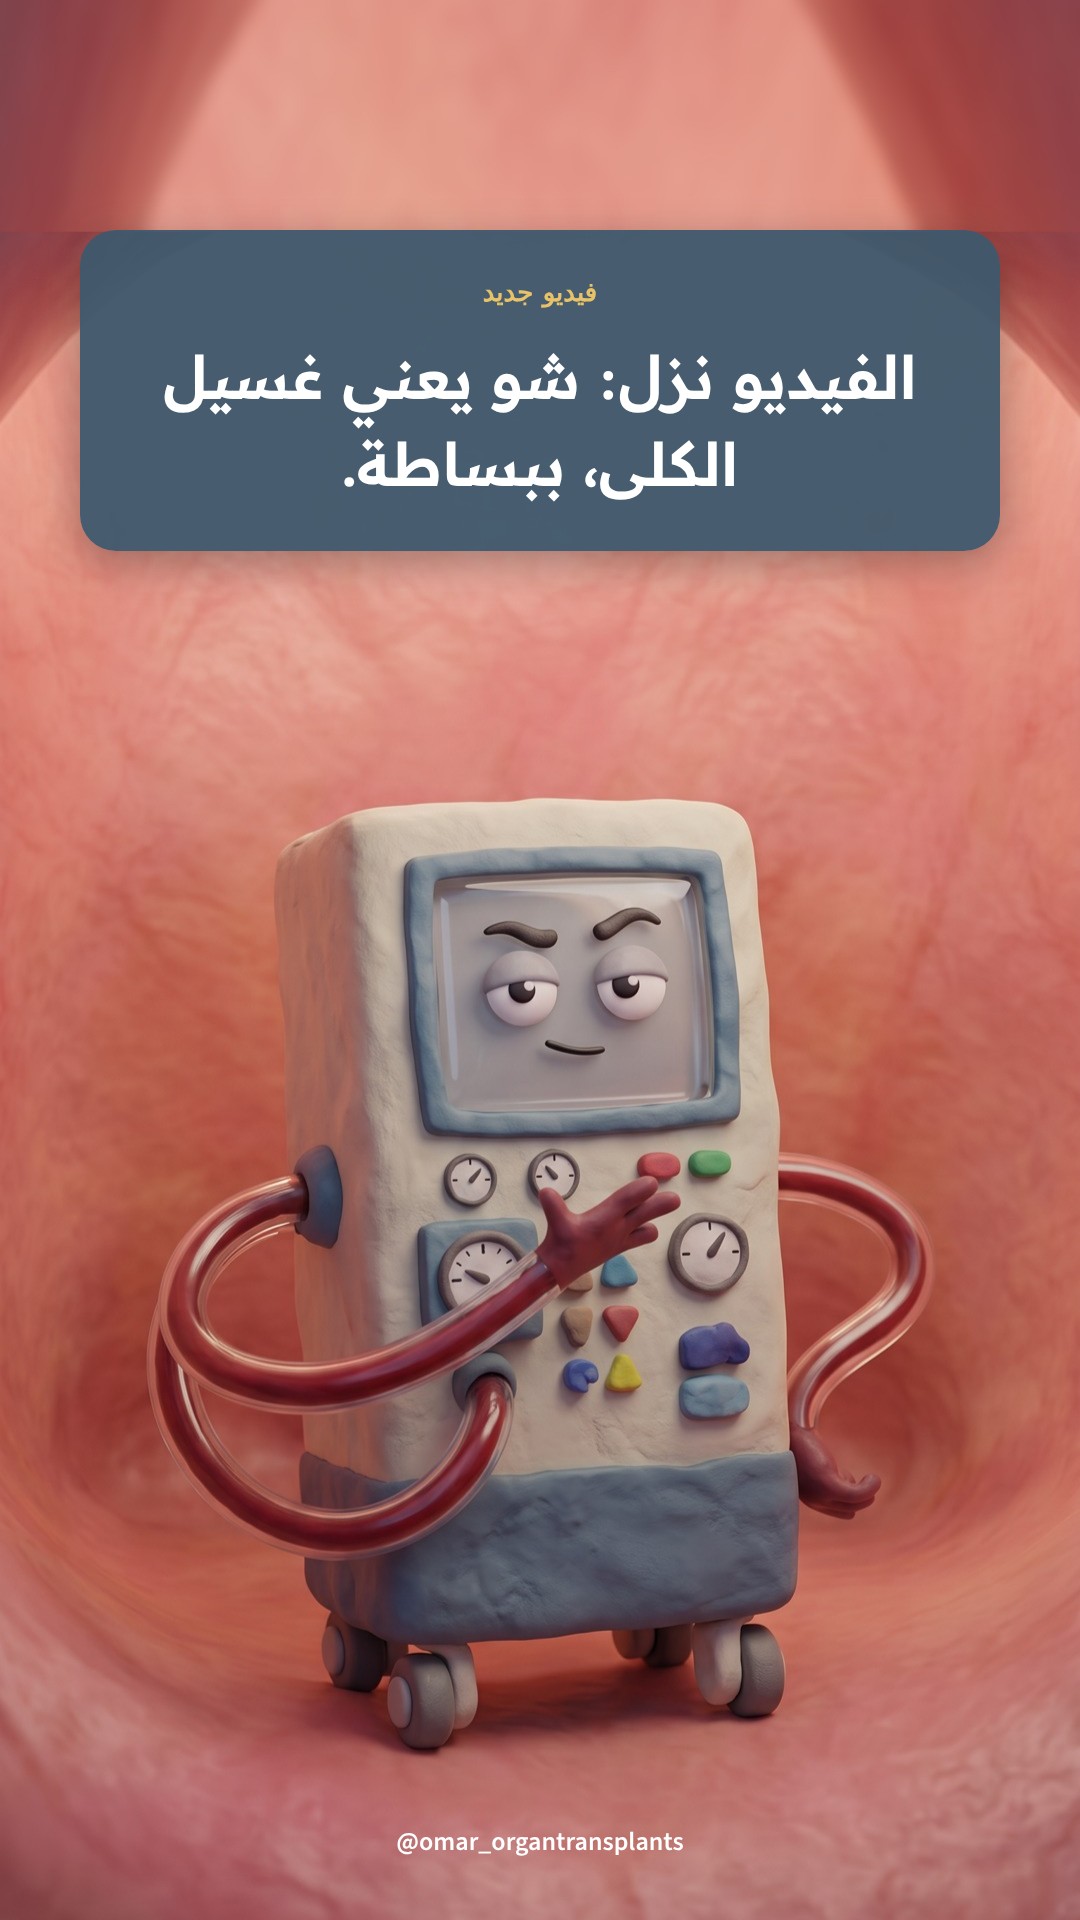 فيديو جديد
الفيديو نزل: شو يعني غسيل
الكلى، ببساطة.
@omar_organtransplants